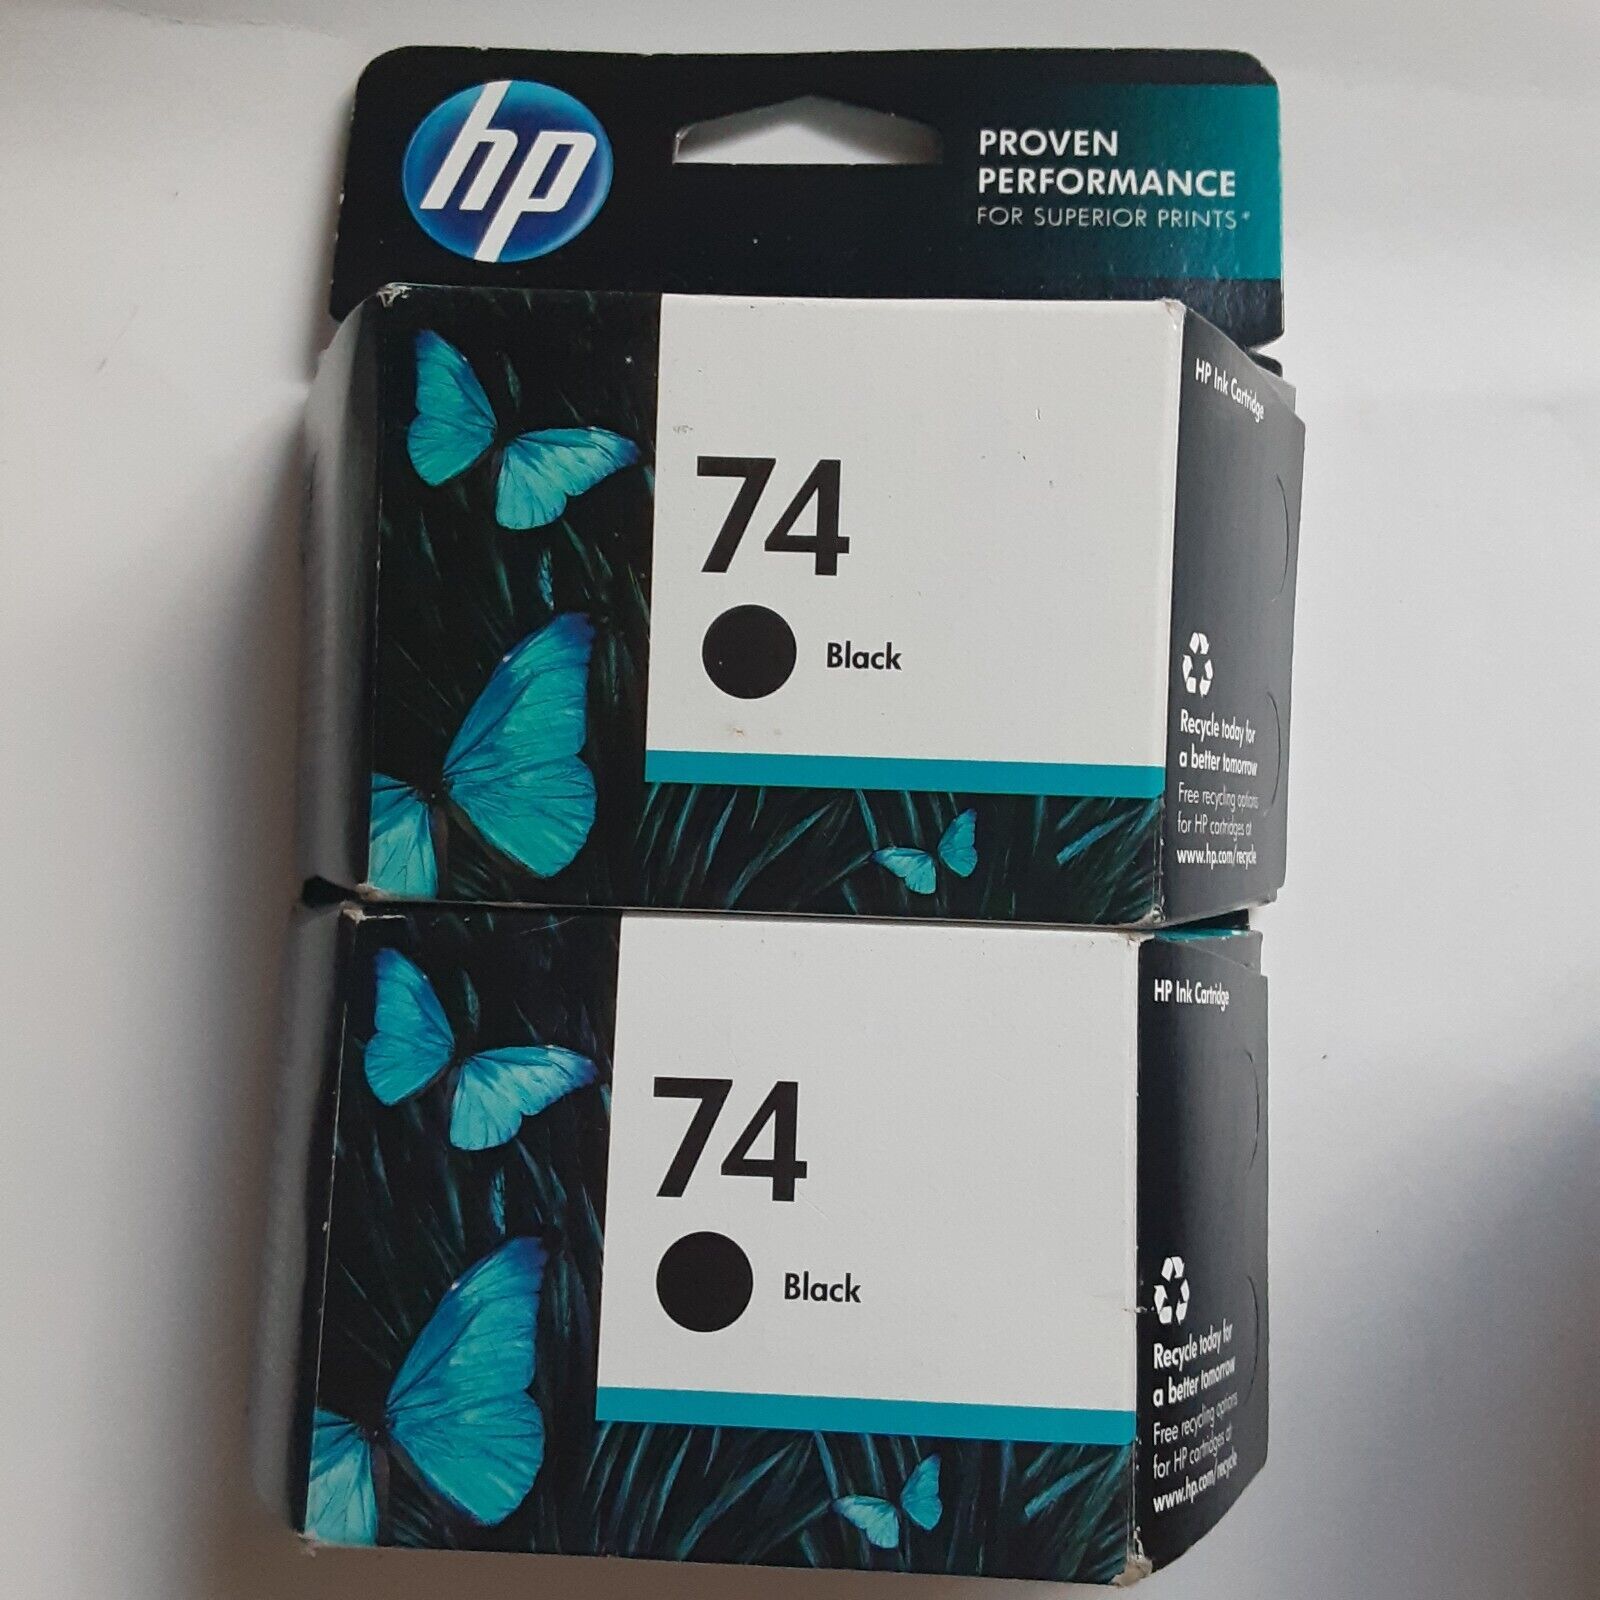 hp
PROVEN
PERFORMANCE
FOR SUPERIOR PRINTS*
HP Ink Cartridge
74
Black
Recycle today for
a better tomorrow
Free recycling options
for HP cartridges at
www.hp.com/recycle
HP Ink Cartridge
74
Black
Recycle today for
a better tomorrow
Free recycling options
for HP cartridges at
www.hp.com/recycle